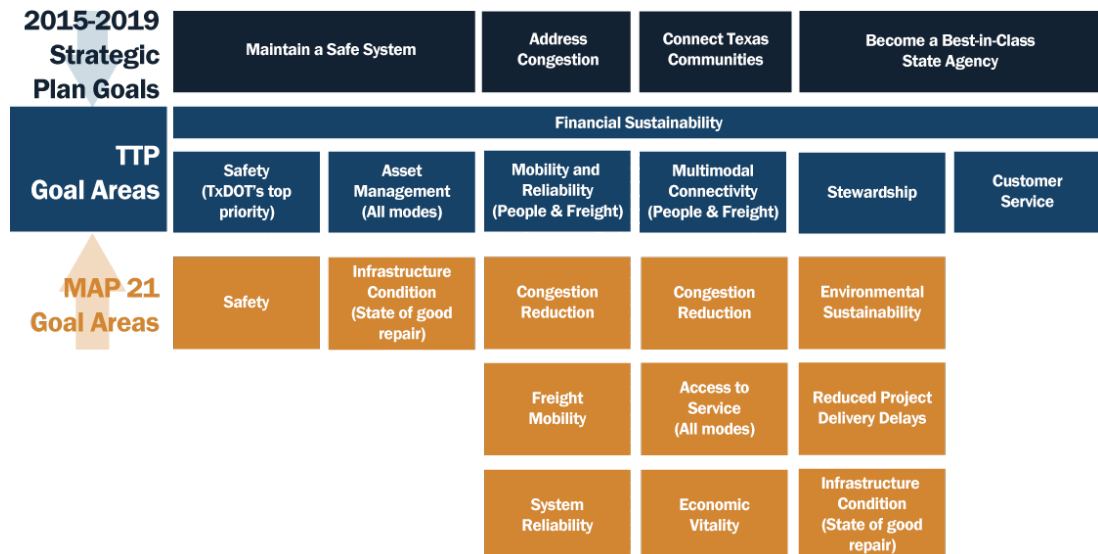 2015-2019
Strategic
Plan Goals
Maintain a Safe System
Address
Congestion
Connect Texas
Communities
Become a Best-in-Class
State Agency
TTP
Goal Areas
Financial Sustainability
Safety
(TxDOT's top
priority)
Asset
Management
(All modes)
Mobility and
Reliability
(People & Freight)
Multimodal
Connectivity
(People & Freight)
Stewardship
Customer
Service
MAP 21
Goal Areas
Safety
Infrastructure
Condition
(State of good
repair)
Congestion
Reduction
Congestion
Reduction
Environmental
Sustainability
Freight
Mobility
Access to
Service
(All modes)
Reduced Project
Delivery Delays
System
Reliability
Economic
Vitality
Infrastructure
Condition
(State of good
repair)